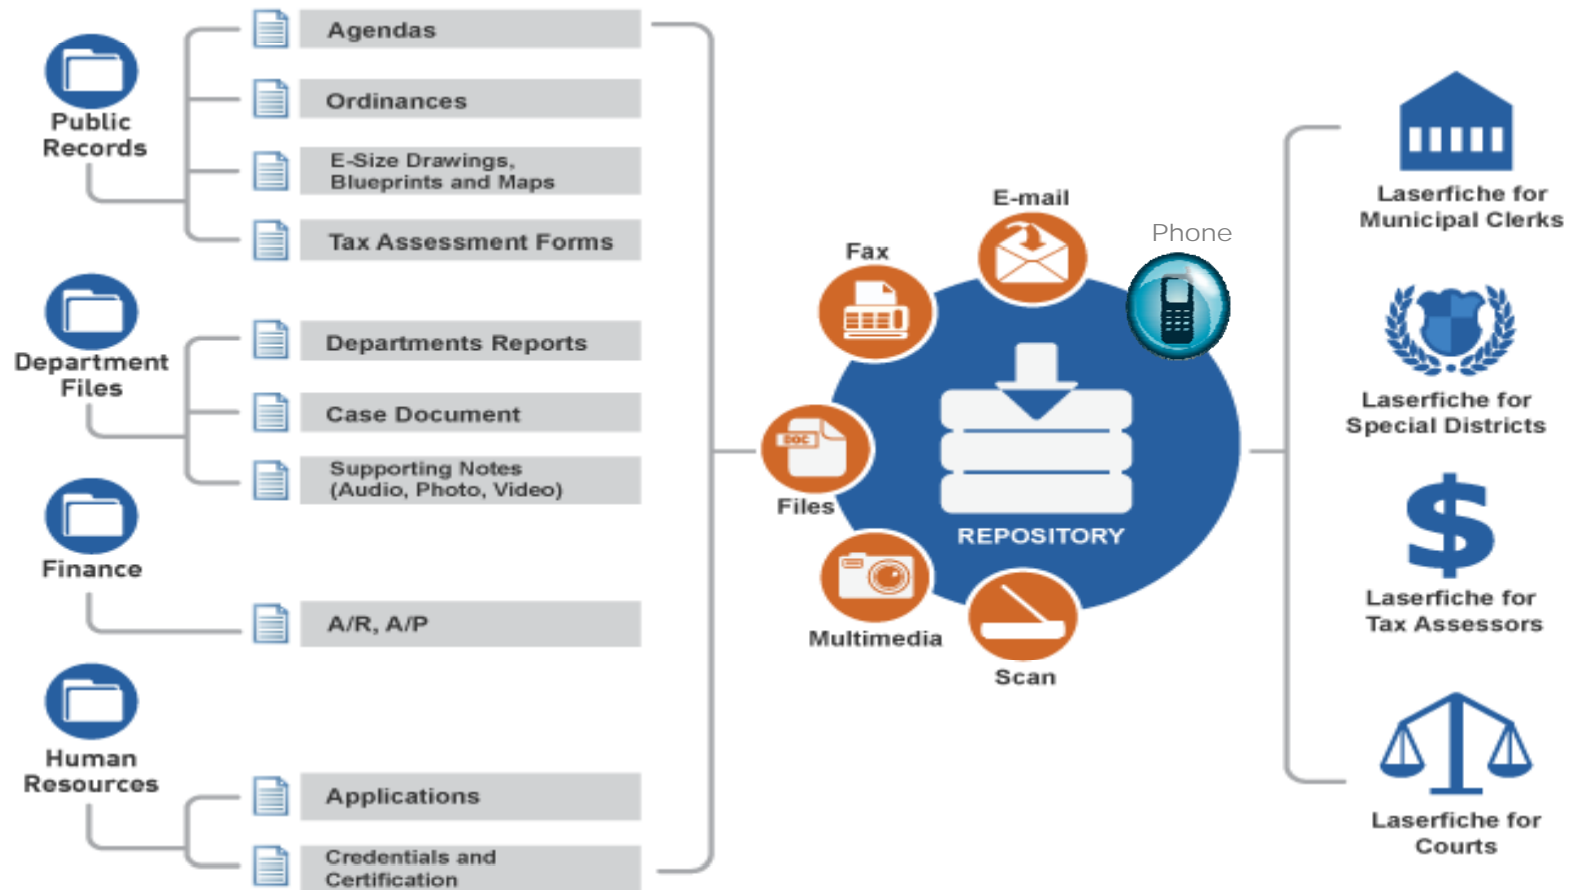 Public
Records
Agendas
Ordinances
E-Size Drawings,
Blueprints and Maps
Tax Assessment Forms
Department
Files
Departments Reports
Case Document
Supporting Notes
(Audio, Photo, Video)
Finance
A/R, A/P
Human
Resources
Applications
Credentials and
Certification
E-mail
Phone
Fax
DOC
Files
REPOSITORY
Multimedia
Scan
Laserfiche for
Municipal Clerks
Laserfiche for
Special Districts
$
Laserfiche for
Tax Assessors
Laserfiche for
Courts